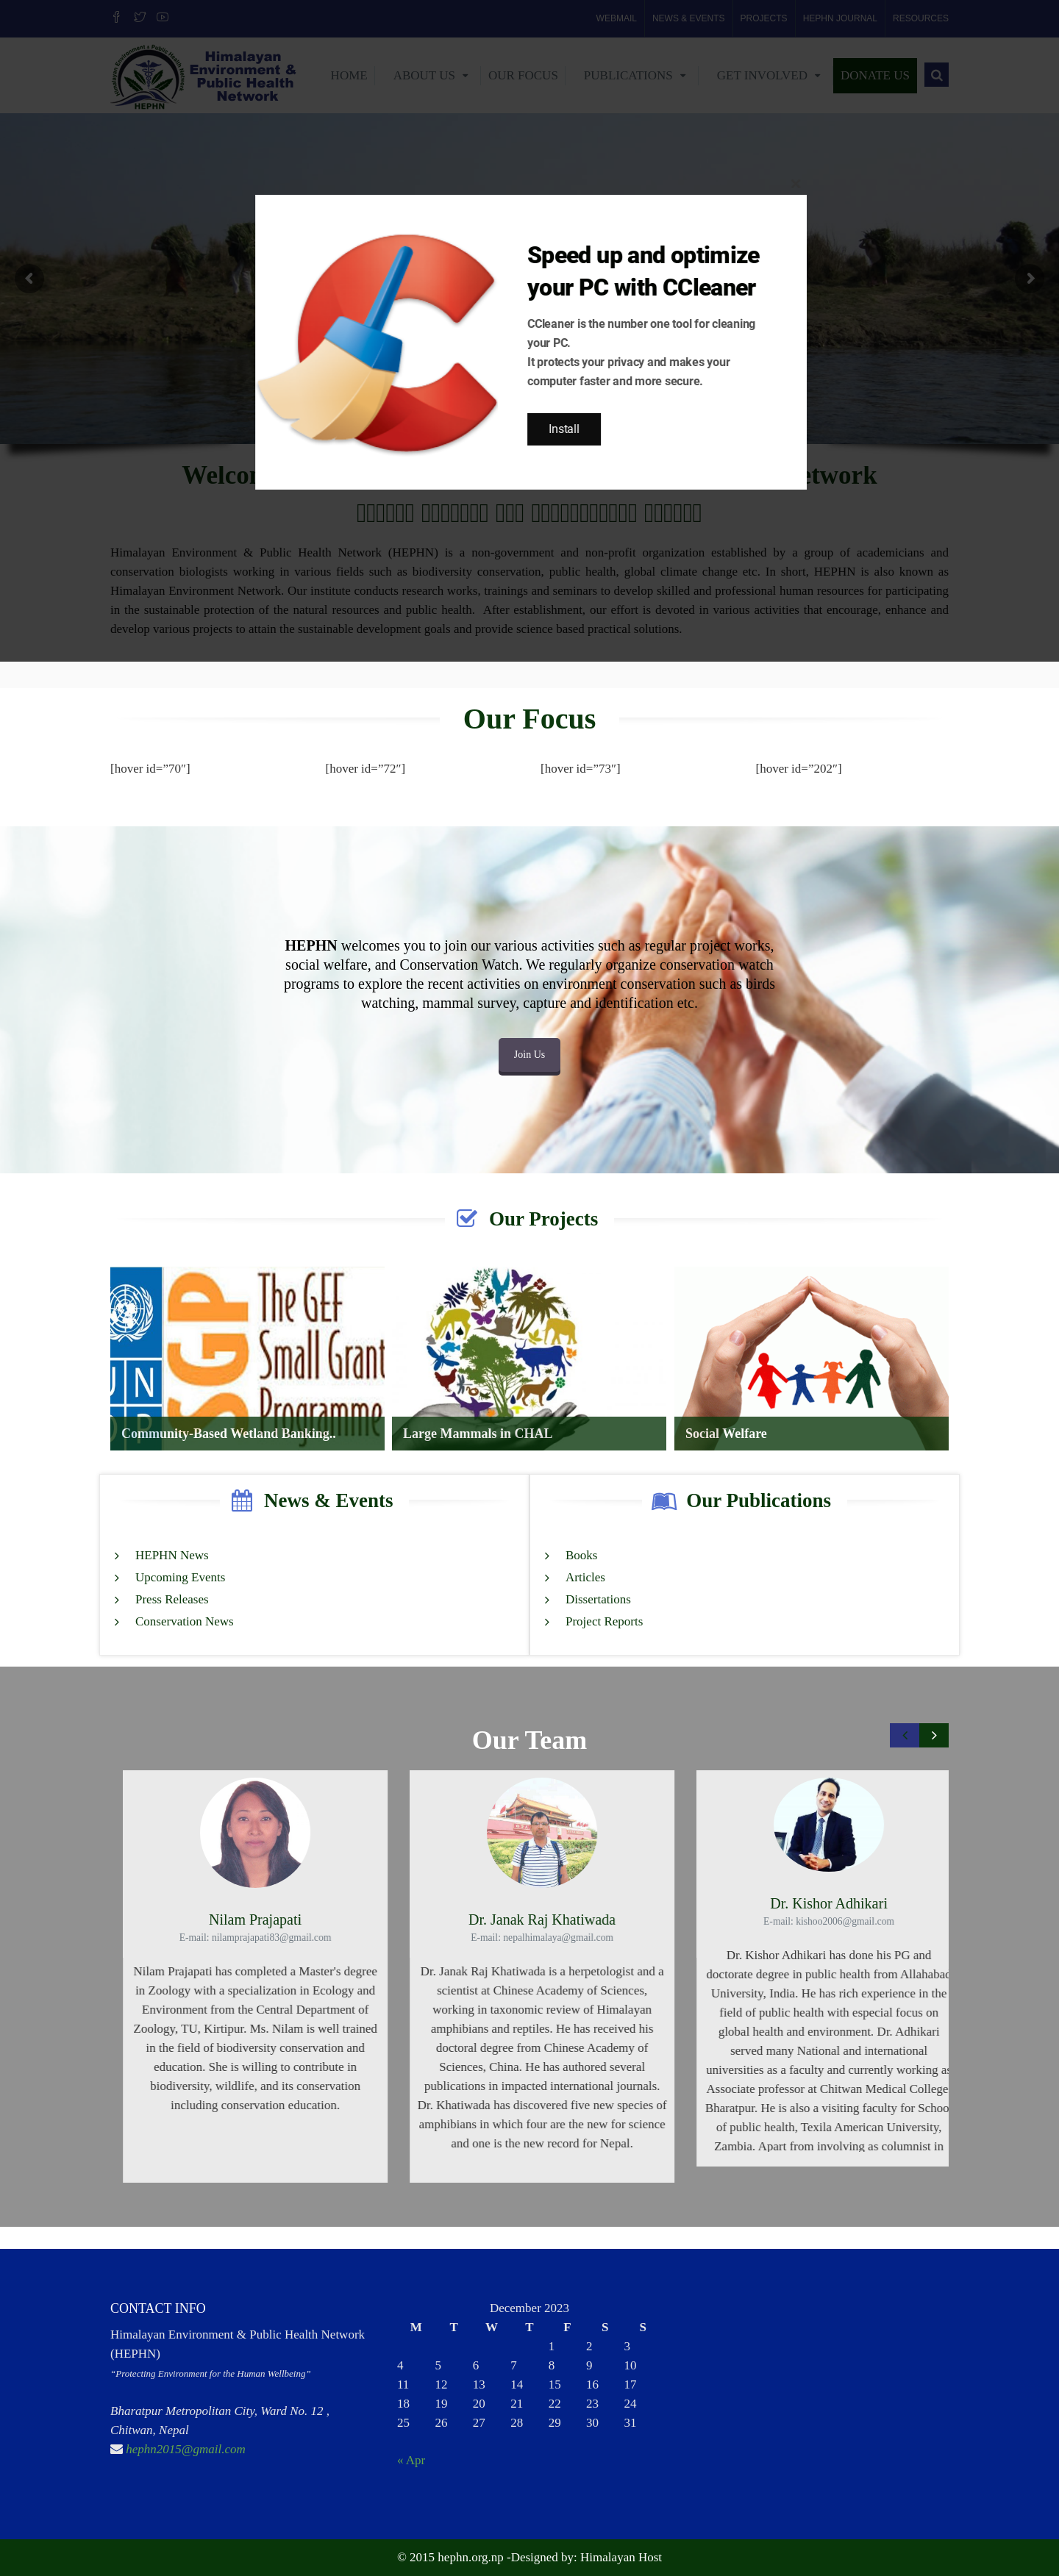 WEBMAIL NEWS & EVENTS PROJECTS HEPHN JOURNAL RESOURCES
Himalayan
Environment &
Public Health
Network
HEPHN
HOME ABOUT US OUR FOCUS PUBLICATIONS GET INVOLVED DONATE US
Speed up and optimize
your PC with CCleaner
CCleaner is the number one tool for cleaning
your PC.
It protects your privacy and makes your
computer faster and more secure.
Install
Himalayan Environment & Public Health Network (HEPHN) is a non-government and non-profit organization established by a group of academicians and
conservation biologists working in various fields such as biodiversity conservation, public health, global climate change etc. In short, HEPHN is also known as
Himalayan Environment Network. Our institute conducts research works, trainings and seminars to develop skilled and professional human resources for participating
in the sustainable protection of the natural resources and public health. After establishment, our effort is devoted in various activities that encourage, enhance and
develop various projects to attain the sustainable development goals and provide science based practical solutions.
Our Focus
[hover id=”70″] [hover id=”72″] [hover id=”73″] [hover id=”202″]
HEPHN welcomes you to join our various activities such as regular project works,
social welfare, and Conservation Watch. We regularly organize conservation watch
programs to explore the recent activities on environment conservation such as birds
watching, mammal survey, capture and identification etc.
Join Us
Our Projects
The GEF
Small Grant
Programme
SGP
Community-Based Wetland Banking..
Large Mammals in CHAL
Social Welfare
News & Events
HEPHN News
Upcoming Events
Press Releases
Conservation News
Our Publications
Books
Articles
Dissertations
Project Reports
Our Team
Nilam Prajapati
E-mail: nilamprajapati83@gmail.com
Nilam Prajapati has completed a Master's degree
in Zoology with a specialization in Ecology and
Environment from the Central Department of
Zoology, TU, Kirtipur. Ms. Nilam is well trained
in the field of biodiversity conservation and
education. She is willing to contribute in
biodiversity, wildlife, and its conservation
including conservation education.
Dr. Janak Raj Khatiwada
E-mail: nepalhimalaya@gmail.com
Dr. Janak Raj Khatiwada is a herpetologist and a
scientist at Chinese Academy of Sciences,
working in taxonomic review of Himalayan
amphibians and reptiles. He has received his
doctoral degree from Chinese Academy of
Sciences, China. He has authored several
publications in impacted international journals.
Dr. Khatiwada has discovered five new species of
amphibians in which four are the new for science
and one is the new record for Nepal.
Dr. Kishor Adhikari
E-mail: kishoo2006@gmail.com
Dr. Kishor Adhikari has done his PG and
doctorate degree in public health from Allahabad
University, India. He has rich experience in the
field of public health with especial focus on
global health and environment. Dr. Adhikari
served many National and international
universities as a faculty and currently working as
Associate professor at Chitwan Medical College
Bharatpur. He is also a visiting faculty for School
of public health, Texila American University,
Zambia. Apart from involving as columnist in
CONTACT INFO
Himalayan Environment & Public Health Network
(HEPHN)
“Protecting Environment for the Human Wellbeing”
Bharatpur Metropolitan City, Ward No. 12 ,
Chitwan, Nepal
hephn2015@gmail.com
December 2023
M T W T F S S
1 2 3
4 5 6 7 8 9 10
11 12 13 14 15 16 17
18 19 20 21 22 23 24
25 26 27 28 29 30 31
« Apr
© 2015 hephn.org.np -Designed by: Himalayan Host